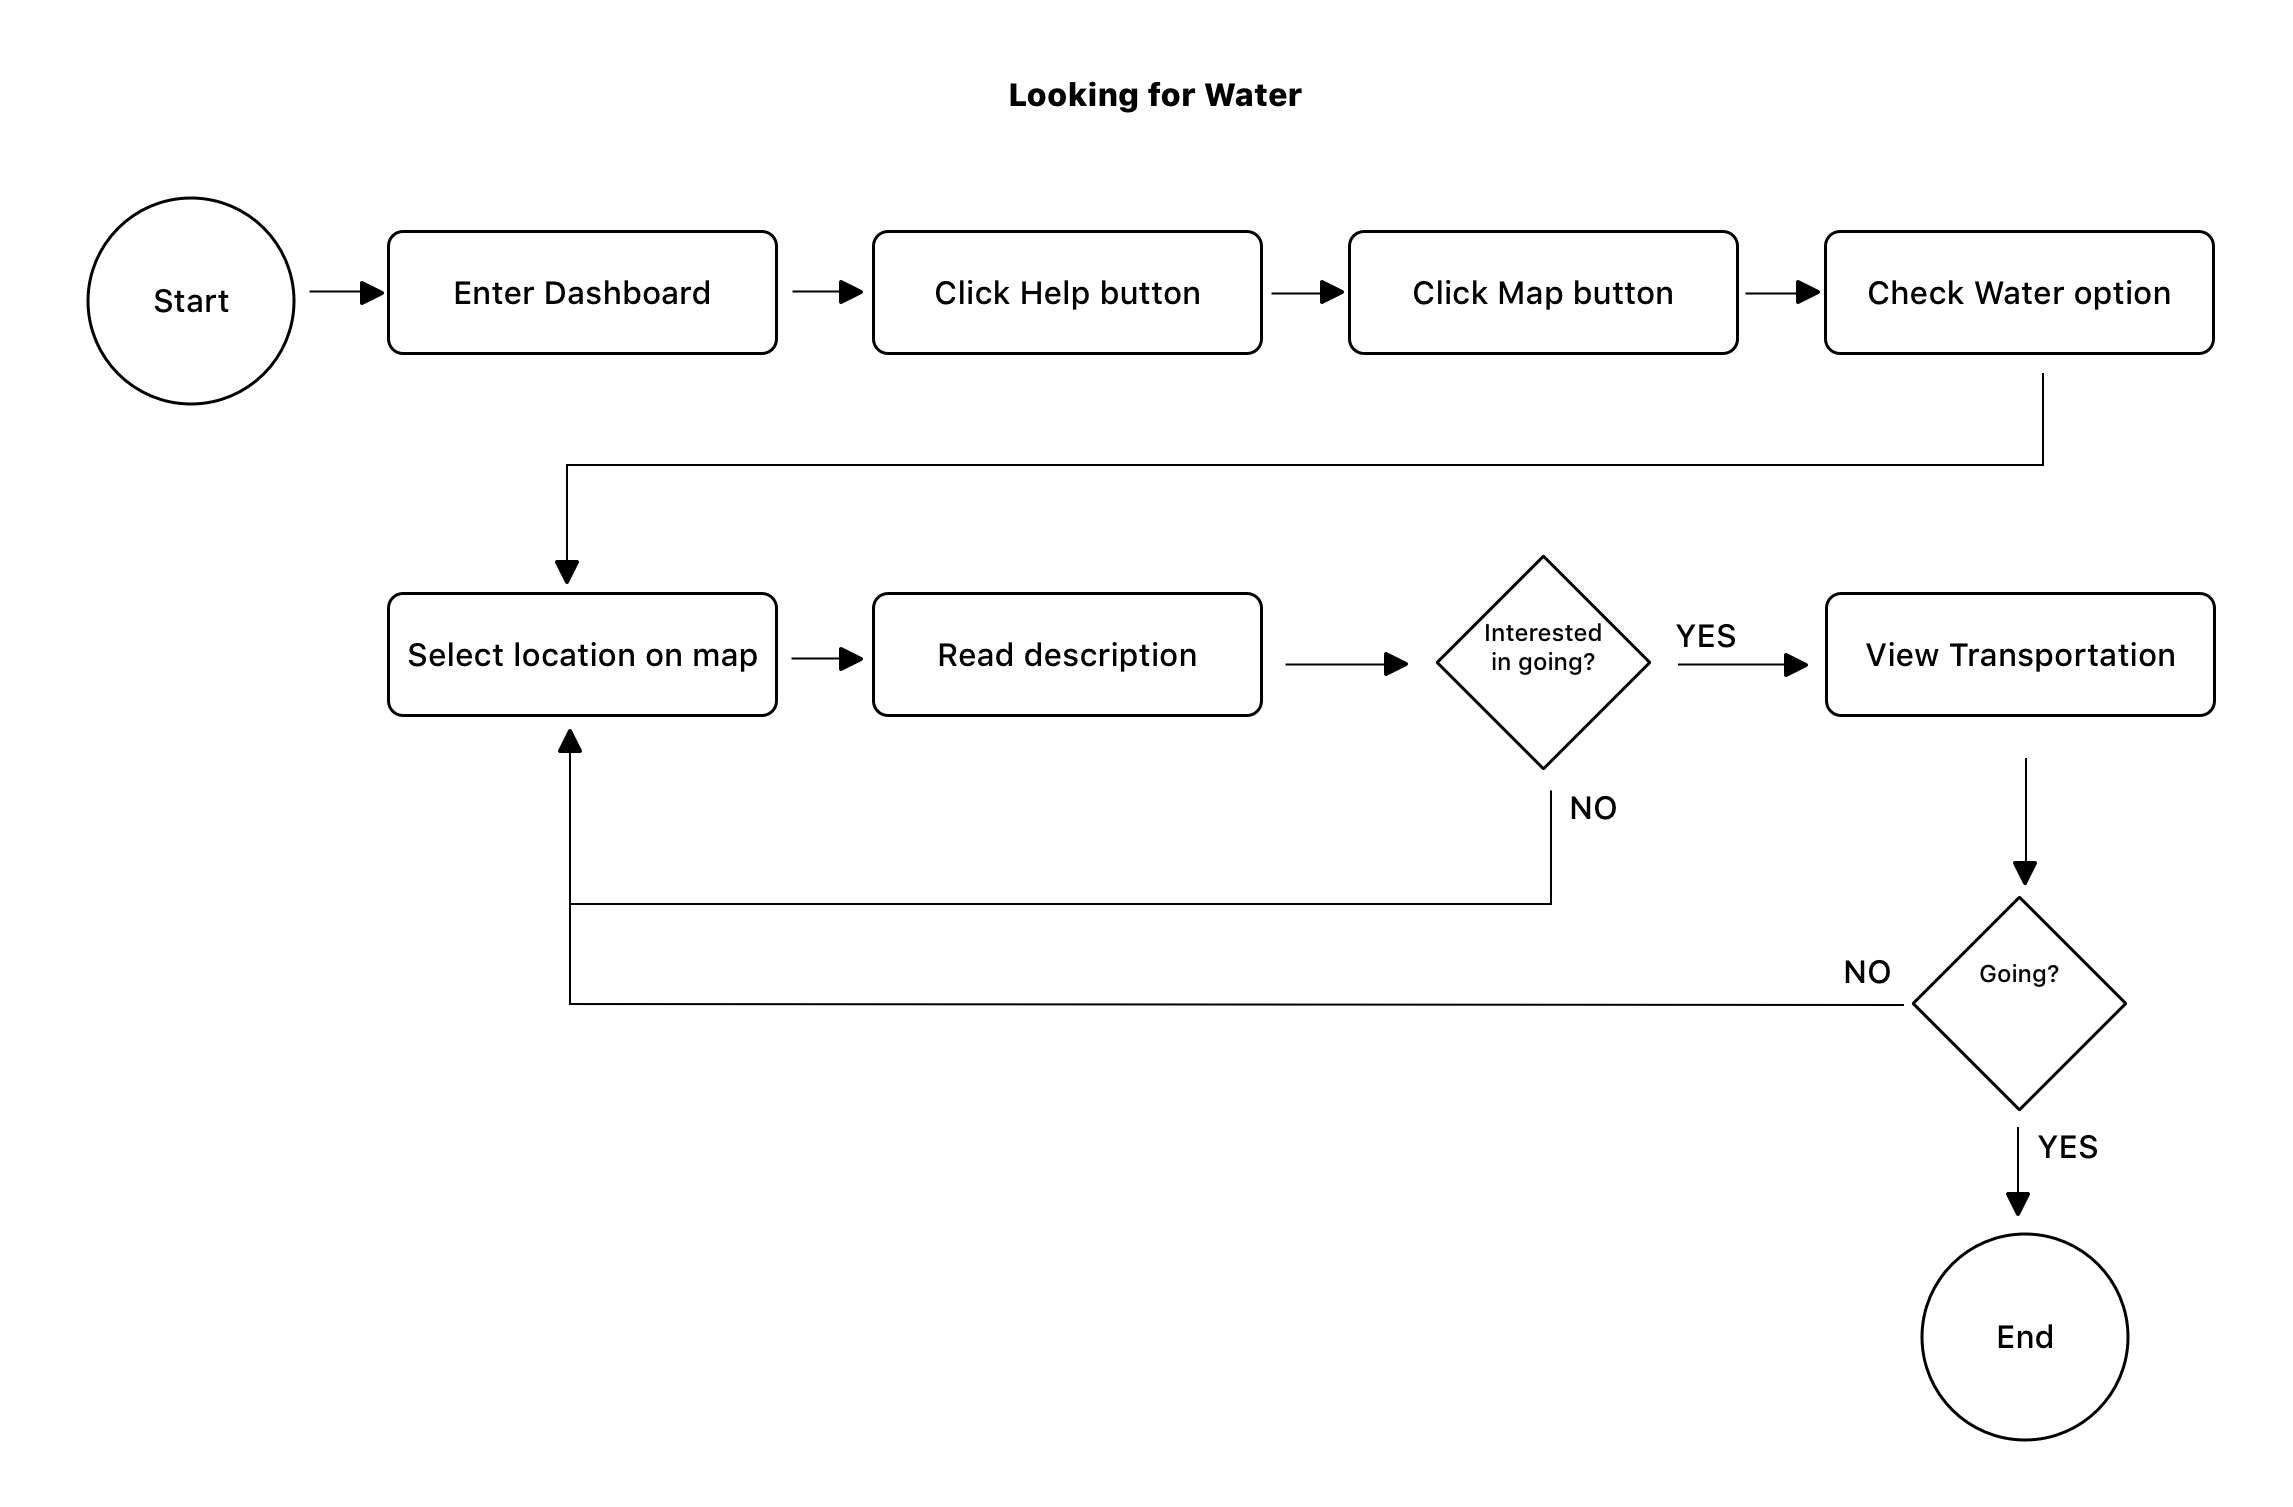 Looking for Water
Start
Enter Dashboard
Click Help button
Click Map button
Check Water option
Select location on map
Read description
Interested
in going?
YES
View Transportation
NO
NO
Going?
YES
End